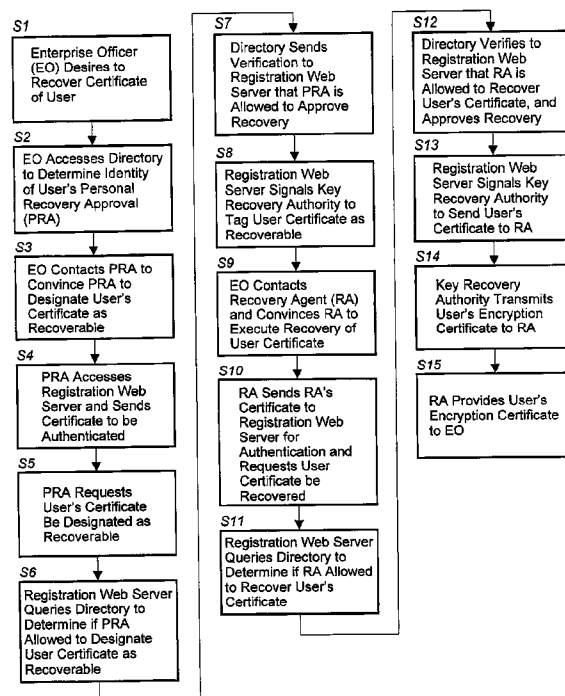 S1
Enterprise Officer
(EO) Desires to
Recover Certificate
of User
S2
EO Accesses Directory
to Determine Identity
of User's Personal
Recovery Approval
(PRA)
S3
EO Contacts PRA to
Convince PRA to
Designate User's
Certificate as
Recoverable
S4
PRA Accesses
Registration Web
Server and Sends
Certificate to be
Authenticated
S5
PRA Requests
User's Certificate
Be Designated as
Recoverable
S6
Registration Web Server
Queries Directory to
Determine if PRA
Allowed to Designate
User Certificate as
Recoverable
S7
Directory Sends
Verification to
Registration Web
Server that PRA is
Allowed to Approve
Recovery
S8
Registration Web
Server Signals Key
Recovery Authority to
Tag User Certificate as
Recoverable
S9
EO Contacts
Recovery Agent (RA)
and Convinces RA to
Execute Recovery of
User Certificate
S10
RA Sends RA's
Certificate to
Registration Web
Server for
Authentication and
Requests User
Certificate be
Recovered
S11
Registration Web Server
Queries Directory to
Determine if RA Allowed
to Recover User's
Certificate
S12
Directory Verifies to
Registration Web
Server that RA is
Allowed to Recover
User's Certificate, and
Approves Recovery
S13
Registration Web
Server Signals Key
Recovery Authority
to Send User's
Certificate to RA
S14
Key Recovery
Authority Transmits
User's Encryption
Certificate to RA
S15
RA Provides User's
Encryption Certificate
to EO